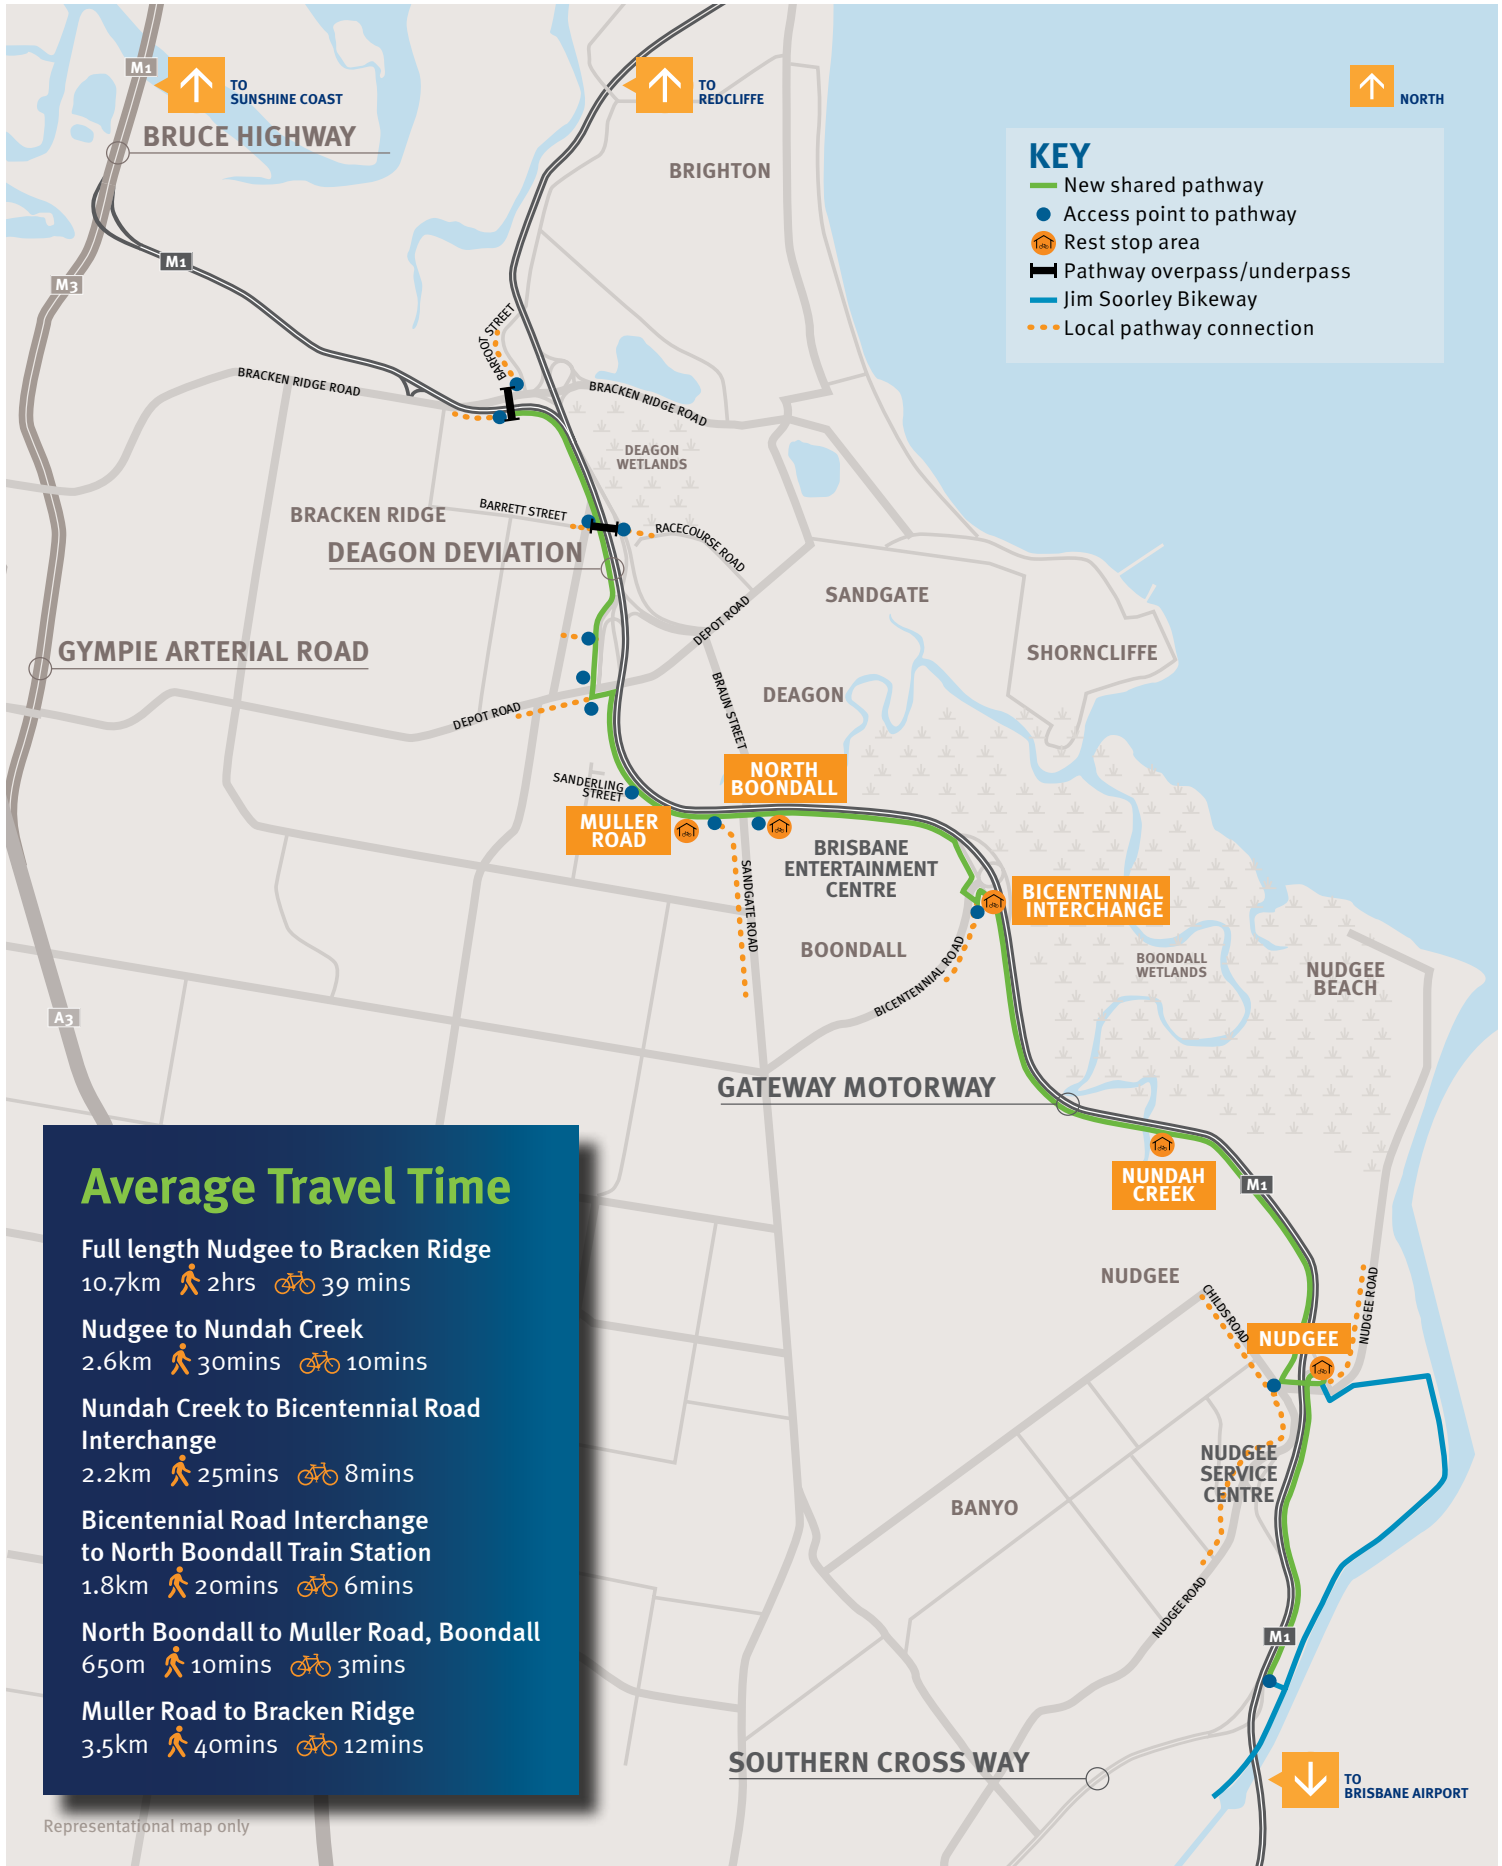 M1
TO
SUNSHINE COAST
TO
REDCLIFFE
NORTH
BRUCE HIGHWAY
BRIGHTON
KEY
New shared pathway
Access point to pathway
Rest stop area
Pathway overpass/underpass
Jim Soorley Bikeway
Local pathway connection
M1
M3
BARFOOT STREET
BRACKEN RIDGE ROAD
BRACKEN RIDGE ROAD
DEAGON
WETLANDS
BRACKEN RIDGE
BARRETT STREET
RACECOURSE ROAD
DEAGON DEVIATION
SANDGATE
DEPOT ROAD
GYMPIE ARTERIAL ROAD
SHORNCLIFFE
BRAUN STREET
DEAGON
DEPOT ROAD
SANDERLING
STREET
NORTH
BOONDALL
MULLER
ROAD
BRISBANE
ENTERTAINMENT
CENTRE
SANDGATE ROAD
BICENTENNIAL
INTERCHANGE
BOONDALL
BICENTENNIAL ROAD
BOONDALL
WETLANDS
NUDGEE
BEACH
A3
GATEWAY MOTORWAY
NUNDAH
CREEK
M1
NUDGEE
CHILDS ROAD
NUDGEE ROAD
NUDGEE
NUDGEE
SERVICE
CENTRE
BANYO
NUDGEE ROAD
M1
SOUTHERN CROSS WAY
TO
BRISBANE AIRPORT
Average Travel Time
Full length Nudgee to Bracken Ridge
10.7km 2hrs 39 mins
Nudgee to Nundah Creek
2.6km 30mins 10mins
Nundah Creek to Bicentennial Road
Interchange
2.2km 25mins 8mins
Bicentennial Road Interchange
to North Boondall Train Station
1.8km 20mins 6mins
North Boondall to Muller Road, Boondall
650m 10mins 3mins
Muller Road to Bracken Ridge
3.5km 40mins 12mins
Representational map only